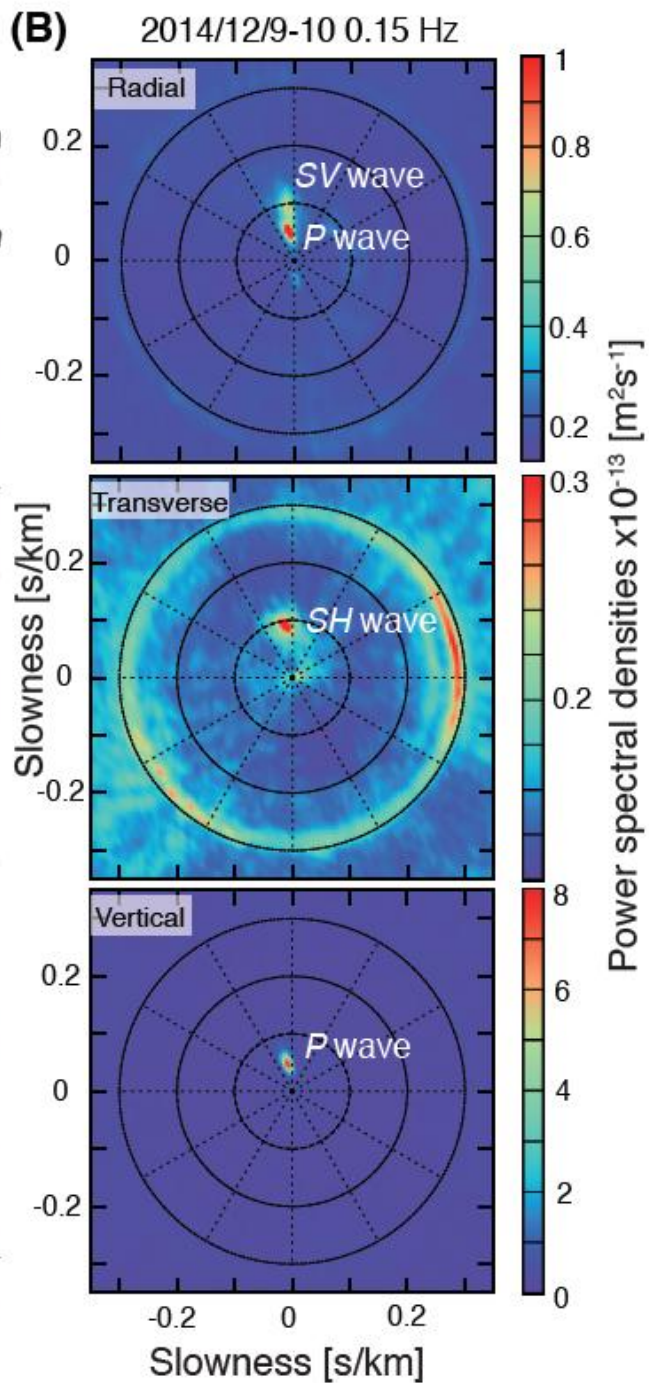 (B) 2014/12/9-10 0.15 Hz
Radial
SV wave
P wave
0.2
0
-0.2
1
0.8
0.6
0.4
0.2
Transverse
SH wave
0.2
0
-0.2
0.3
0.2
Vertical
P wave
0.2
0
-0.2
8
6
4
2
0
-0.2 0 0.2
Slowness [s/km]
Slowness [s/km]
Power spectral densities x10⁻¹³ [m²s⁻¹]